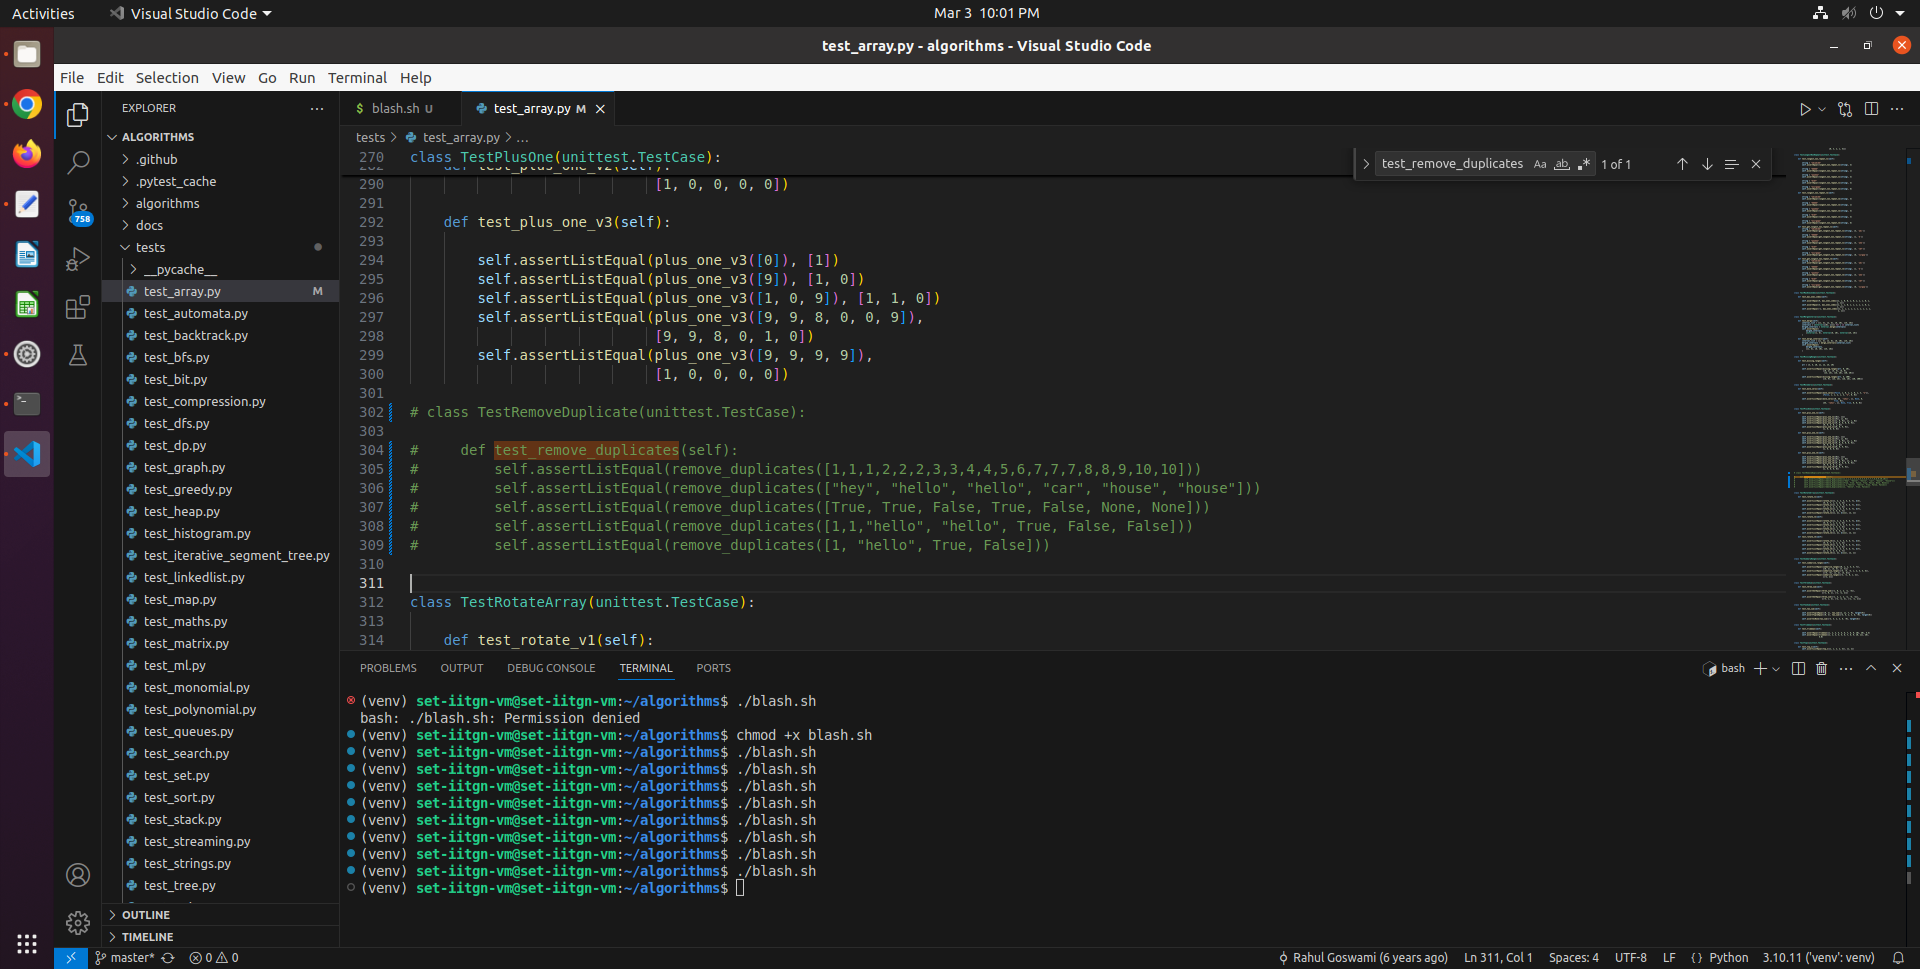 Activities
Visual Studio Code
Mar 3 10:01 PM
test_array.py - algorithms - Visual Studio Code
File Edit Selection View Go Run Terminal Help
EXPLORER
ALGORITHMS
.github
.pytest_cache
algorithms
docs
tests
__pycache__
test_array.py M
test_automata.py
test_backtrack.py
test_bfs.py
test_bit.py
test_compression.py
test_dfs.py
test_dp.py
test_graph.py
test_greedy.py
test_heap.py
test_histogram.py
test_iterative_segment_tree.py
test_linkedlist.py
test_map.py
test_maths.py
test_matrix.py
test_ml.py
test_monomial.py
test_polynomial.py
test_queues.py
test_search.py
test_set.py
test_sort.py
test_stack.py
test_streaming.py
test_strings.py
test_tree.py
OUTLINE
TIMELINE
758
$ blash.sh U
test_array.py M
tests > test_array.py > ...
test_remove_duplicates Aa ab 1 of 1
270 class TestPlusOne(unittest.TestCase):
282 def test_plus_one_v2(self):
290 [1, 0, 0, 0, 0])
291
292 def test_plus_one_v3(self):
293
294 self.assertListEqual(plus_one_v3([0]), [1])
295 self.assertListEqual(plus_one_v3([9]), [1, 0])
296 self.assertListEqual(plus_one_v3([1, 0, 9]), [1, 1, 0])
297 self.assertListEqual(plus_one_v3([9, 9, 8, 0, 0, 9]),
298 [9, 9, 8, 0, 1, 0])
299 self.assertListEqual(plus_one_v3([9, 9, 9, 9]),
300 [1, 0, 0, 0, 0])
301
302 # class TestRemoveDuplicate(unittest.TestCase):
303
304 # def test_remove_duplicates(self):
305 # self.assertListEqual(remove_duplicates([1,1,1,2,2,2,3,3,4,4,5,6,7,7,7,8,8,9,10,10]))
306 # self.assertListEqual(remove_duplicates(["hey", "hello", "hello", "car", "house", "house"]))
307 # self.assertListEqual(remove_duplicates([True, True, False, True, False, None, None]))
308 # self.assertListEqual(remove_duplicates([1,1,"hello", "hello", True, False, False]))
309 # self.assertListEqual(remove_duplicates([1, "hello", True, False]))
310
311
312 class TestRotateArray(unittest.TestCase):
313
314 def test_rotate_v1(self):
PROBLEMS OUTPUT DEBUG CONSOLE TERMINAL PORTS
bash
(venv) set-iitgn-vm@set-iitgn-vm:~/algorithms$ ./blash.sh
bash: ./blash.sh: Permission denied
(venv) set-iitgn-vm@set-iitgn-vm:~/algorithms$ chmod +x blash.sh
(venv) set-iitgn-vm@set-iitgn-vm:~/algorithms$ ./blash.sh
(venv) set-iitgn-vm@set-iitgn-vm:~/algorithms$ ./blash.sh
(venv) set-iitgn-vm@set-iitgn-vm:~/algorithms$ ./blash.sh
(venv) set-iitgn-vm@set-iitgn-vm:~/algorithms$ ./blash.sh
(venv) set-iitgn-vm@set-iitgn-vm:~/algorithms$ ./blash.sh
(venv) set-iitgn-vm@set-iitgn-vm:~/algorithms$ ./blash.sh
(venv) set-iitgn-vm@set-iitgn-vm:~/algorithms$ ./blash.sh
(venv) set-iitgn-vm@set-iitgn-vm:~/algorithms$ ./blash.sh
(venv) set-iitgn-vm@set-iitgn-vm:~/algorithms$
master* 0 0
Rahul Goswami (6 years ago) Ln 311, Col 1 Spaces: 4 UTF-8 LF {} Python 3.10.11 ('venv': venv)